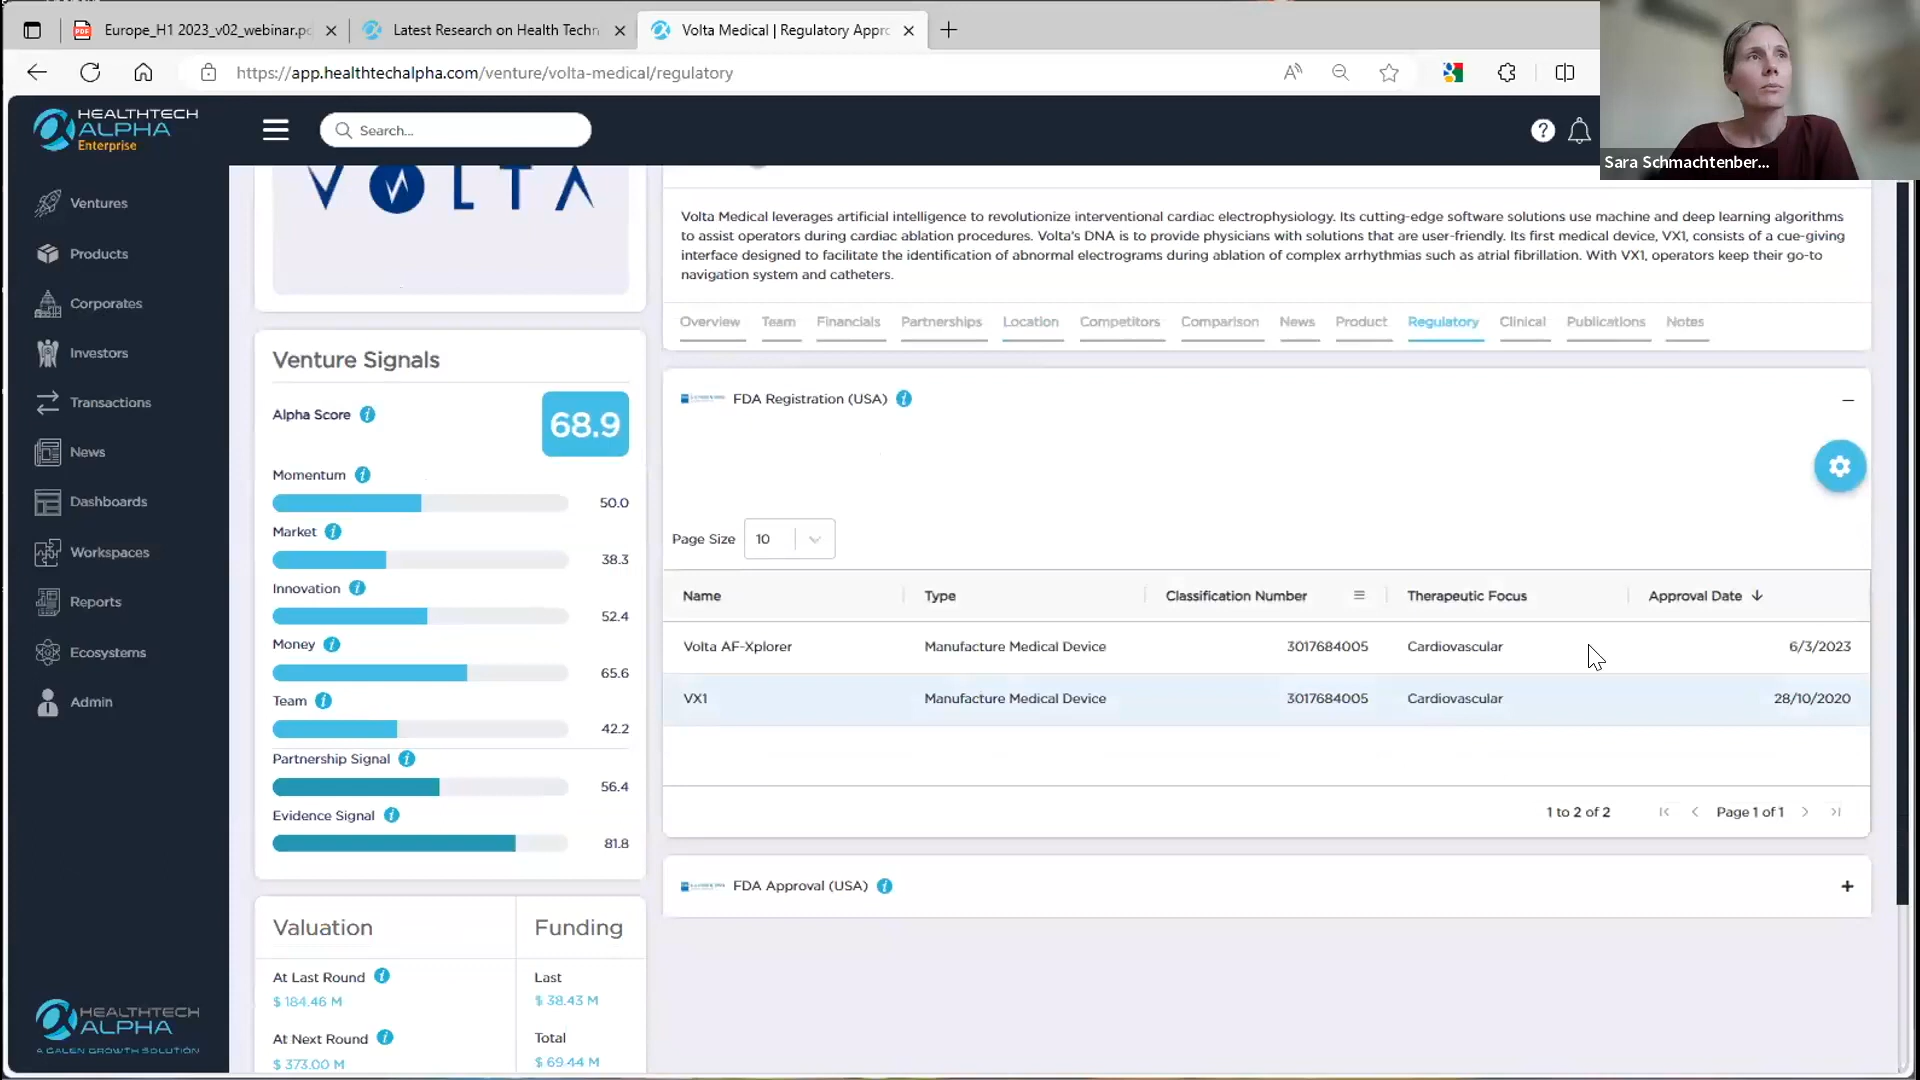 Europe_H1 2023_v02_webinar.pd
Latest Research on Health Techn
Volta Medical | Regulatory Appro
https://app.healthtechalpha.com/venture/volta-medical/regulatory
HEALTHTECH
ALPHA
Enterprise
Search...
Sara Schmachtenber...
Ventures
Products
Corporates
Investors
Transactions
News
Dashboards
Workspaces
Reports
Ecosystems
Admin
HEALTHTECH
ALPHA
A GALEN GROWTH SOLUTION
VOLTA
Venture Signals
Alpha Score
68.9
Momentum
50.0
Market
38.3
Innovation
52.4
Money
65.6
Team
42.2
Partnership Signal
56.4
Evidence Signal
81.8
Valuation
Funding
At Last Round
Last
$ 184.46 M
$ 38.43 M
At Next Round
Total
$ 373.00 M
$ 69.44 M
Volta Medical leverages artificial intelligence to revolutionize interventional cardiac electrophysiology. Its cutting-edge software solutions use machine and deep learning algorithms
to assist operators during cardiac ablation procedures. Volta's DNA is to provide physicians with solutions that are user-friendly. Its first medical device, VX1, consists of a cue-giving
interface designed to facilitate the identification of abnormal electrograms during ablation of complex arrhythmias such as atrial fibrillation. With VX1, operators keep their go-to
navigation system and catheters.
Overview Team Financials Partnerships Location Competitors Comparison News Product Regulatory Clinical Publications Notes
FDA Registration (USA)
Page Size 10
Name Type Classification Number Therapeutic Focus Approval Date
Volta AF-Xplorer Manufacture Medical Device 3017684005 Cardiovascular 6/3/2023
VX1 Manufacture Medical Device 3017684005 Cardiovascular 28/10/2020
1 to 2 of 2 Page 1 of 1
FDA Approval (USA)